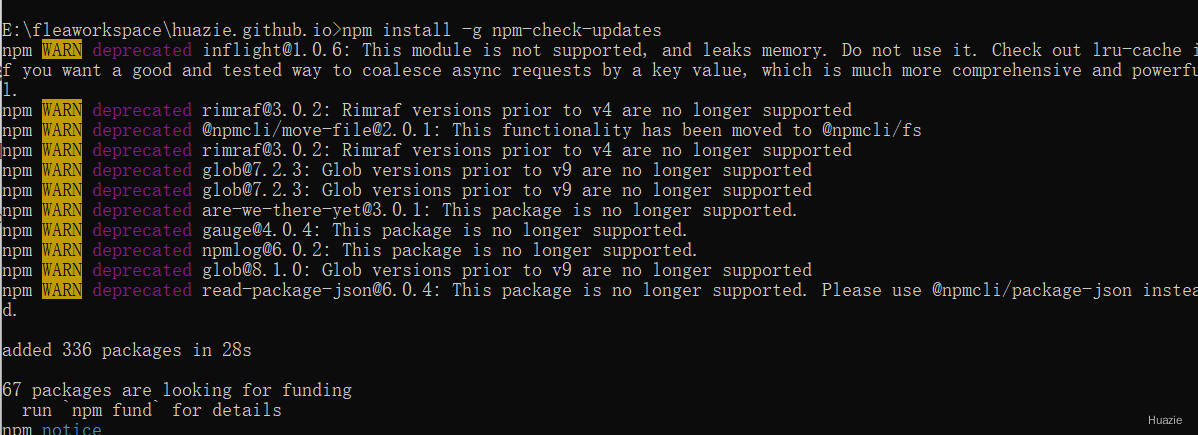 E:\fleaworkspace\huazie.github.io>npm install -g npm-check-updates
npm WARN deprecated inflight@1.0.6: This module is not supported, and leaks memory. Do not use it. Check out lru-cache i
f you want a good and tested way to coalesce async requests by a key value, which is much more comprehensive and powerfu
l.
npm WARN deprecated rimraf@3.0.2: Rimraf versions prior to v4 are no longer supported
npm WARN deprecated @npmcli/move-file@2.0.1: This functionality has been moved to @npmcli/fs
npm WARN deprecated rimraf@3.0.2: Rimraf versions prior to v4 are no longer supported
npm WARN deprecated glob@7.2.3: Glob versions prior to v9 are no longer supported
npm WARN deprecated glob@7.2.3: Glob versions prior to v9 are no longer supported
npm WARN deprecated are-we-there-yet@3.0.1: This package is no longer supported.
npm WARN deprecated gauge@4.0.4: This package is no longer supported.
npm WARN deprecated npmlog@6.0.2: This package is no longer supported.
npm WARN deprecated glob@8.1.0: Glob versions prior to v9 are no longer supported
npm WARN deprecated read-package-json@6.0.4: This package is no longer supported. Please use @npmcli/package-json instea
d.
added 336 packages in 28s
67 packages are looking for funding
run `npm fund` for details
npm notice
Huazie